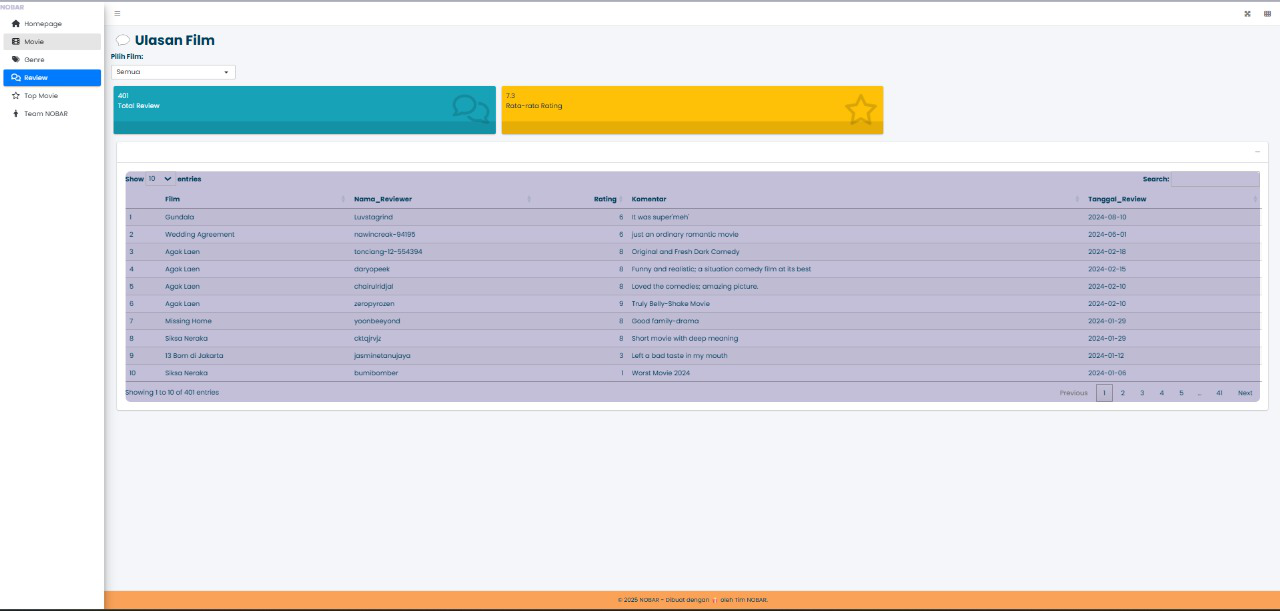 NOBAR
Homepage
Movie
Genre
Review
Top Movie
Team NOBAR
Ulasan Film
Pilih Film:
Semua
401
Total Review
7.3
Rata-rata Rating
Show 10 entries
Search:
Film Nama_Reviewer Rating Komentar Tanggal_Review
1 Gundala Luvstagrind 6 It was super'meh' 2024-08-10
2 Wedding Agreement nawincreak-94195 6 just an ordinary romantic movie 2024-06-01
3 Agak Laen tonciang-12-554394 8 Original and Fresh Dark Comedy 2024-02-18
4 Agak Laen daryopeek 8 Funny and realistic; a situation comedy film at its best 2024-02-15
5 Agak Laen chairulridjal 8 Loved the comedies; amazing picture. 2024-02-10
6 Agak Laen zeropyrozen 9 Truly Belly-Shake Movie 2024-02-10
7 Missing Home yoonbeeyond 8 Good family-drama 2024-01-29
8 Siksa Neraka cktqjrvjz 8 Short movie with deep meaning 2024-01-29
9 13 Bom di Jakarta jasminetanujaya 3 Left a bad taste in my mouth 2024-01-12
10 Siksa Neraka bumibomber 1 Worst Movie 2024 2024-01-06
Showing 1 to 10 of 401 entries
Previous 1 2 3 4 5 … 41 Next
© 2025 NOBAR - Dibuat dengan oleh Tim NOBAR.